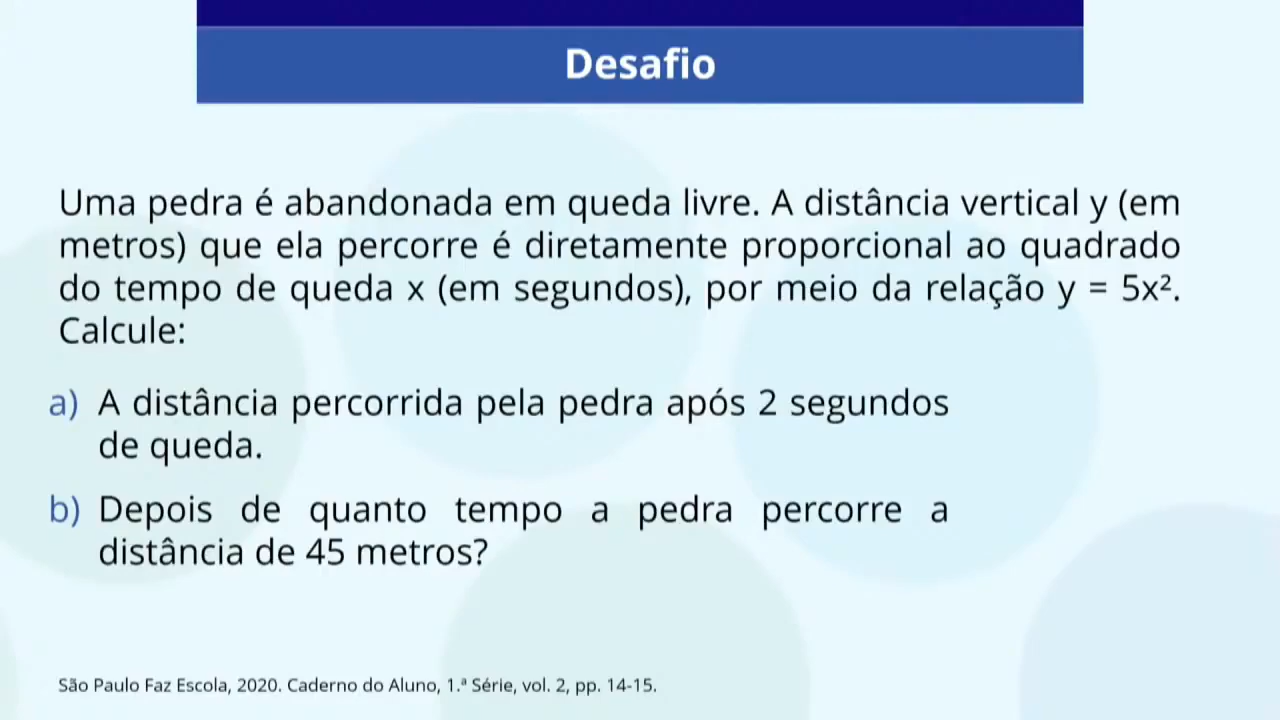 Desafio
Uma pedra é abandonada em queda livre. A distância vertical y (em
metros) que ela percorre é diretamente proporcional ao quadrado
do tempo de queda x (em segundos), por meio da relação y = 5x².
Calcule:
a) A distância percorrida pela pedra após 2 segundos
de queda.
b) Depois de quanto tempo a pedra percorre a
distância de 45 metros?
São Paulo Faz Escola, 2020. Caderno do Aluno, 1.ª Série, vol. 2, pp. 14-15.